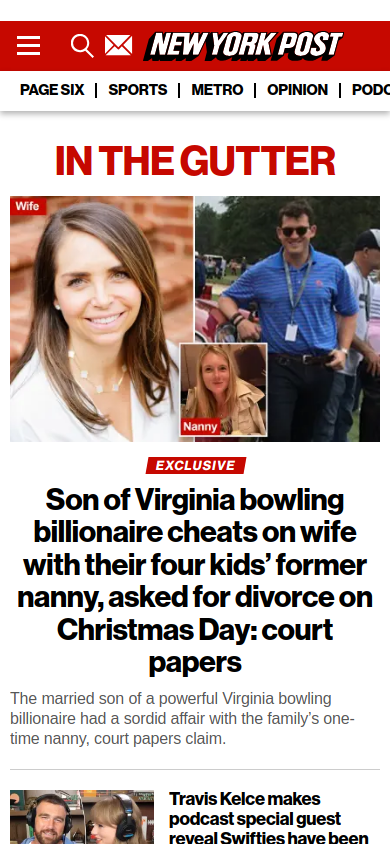 NEW YORK POST
PAGE SIX | SPORTS | METRO | OPINION | PODC
IN THE GUTTER
Wife
Nanny
EXCLUSIVE
Son of Virginia bowling
billionaire cheats on wife
with their four kids’ former
nanny, asked for divorce on
Christmas Day: court
papers
The married son of a powerful Virginia bowling
billionaire had a sordid affair with the family’s one-
time nanny, court papers claim.
Travis Kelce makes
podcast special guest
reveal Swifties have been